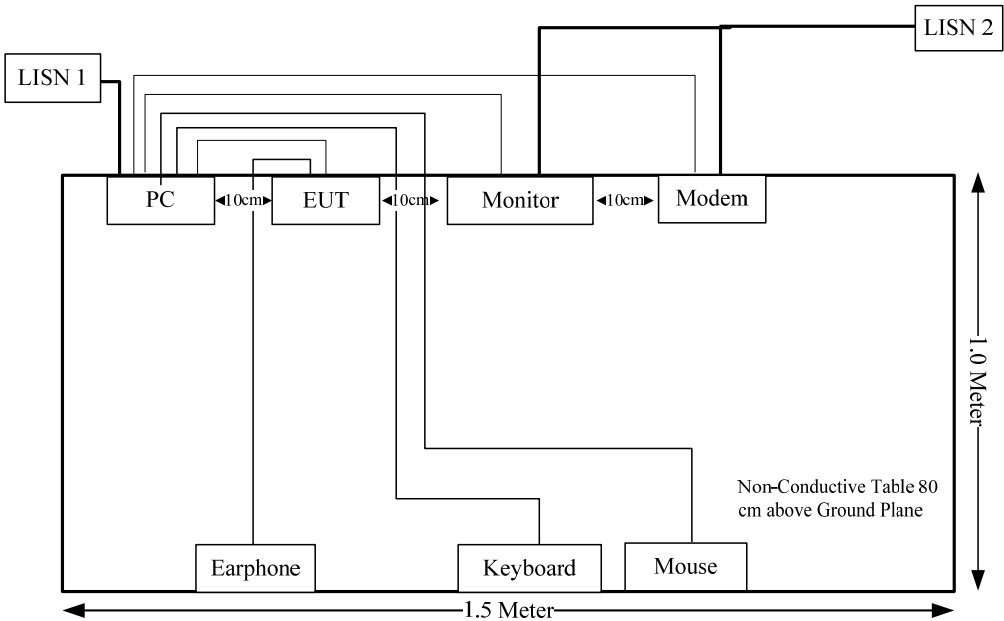 LISN 2
LISN 1
PC
10cm
EUT
10cm
Monitor
10cm
Modem
1.0 Meter
Non-Conductive Table 80
cm above Ground Plane
Earphone
Keyboard
Mouse
1.5 Meter